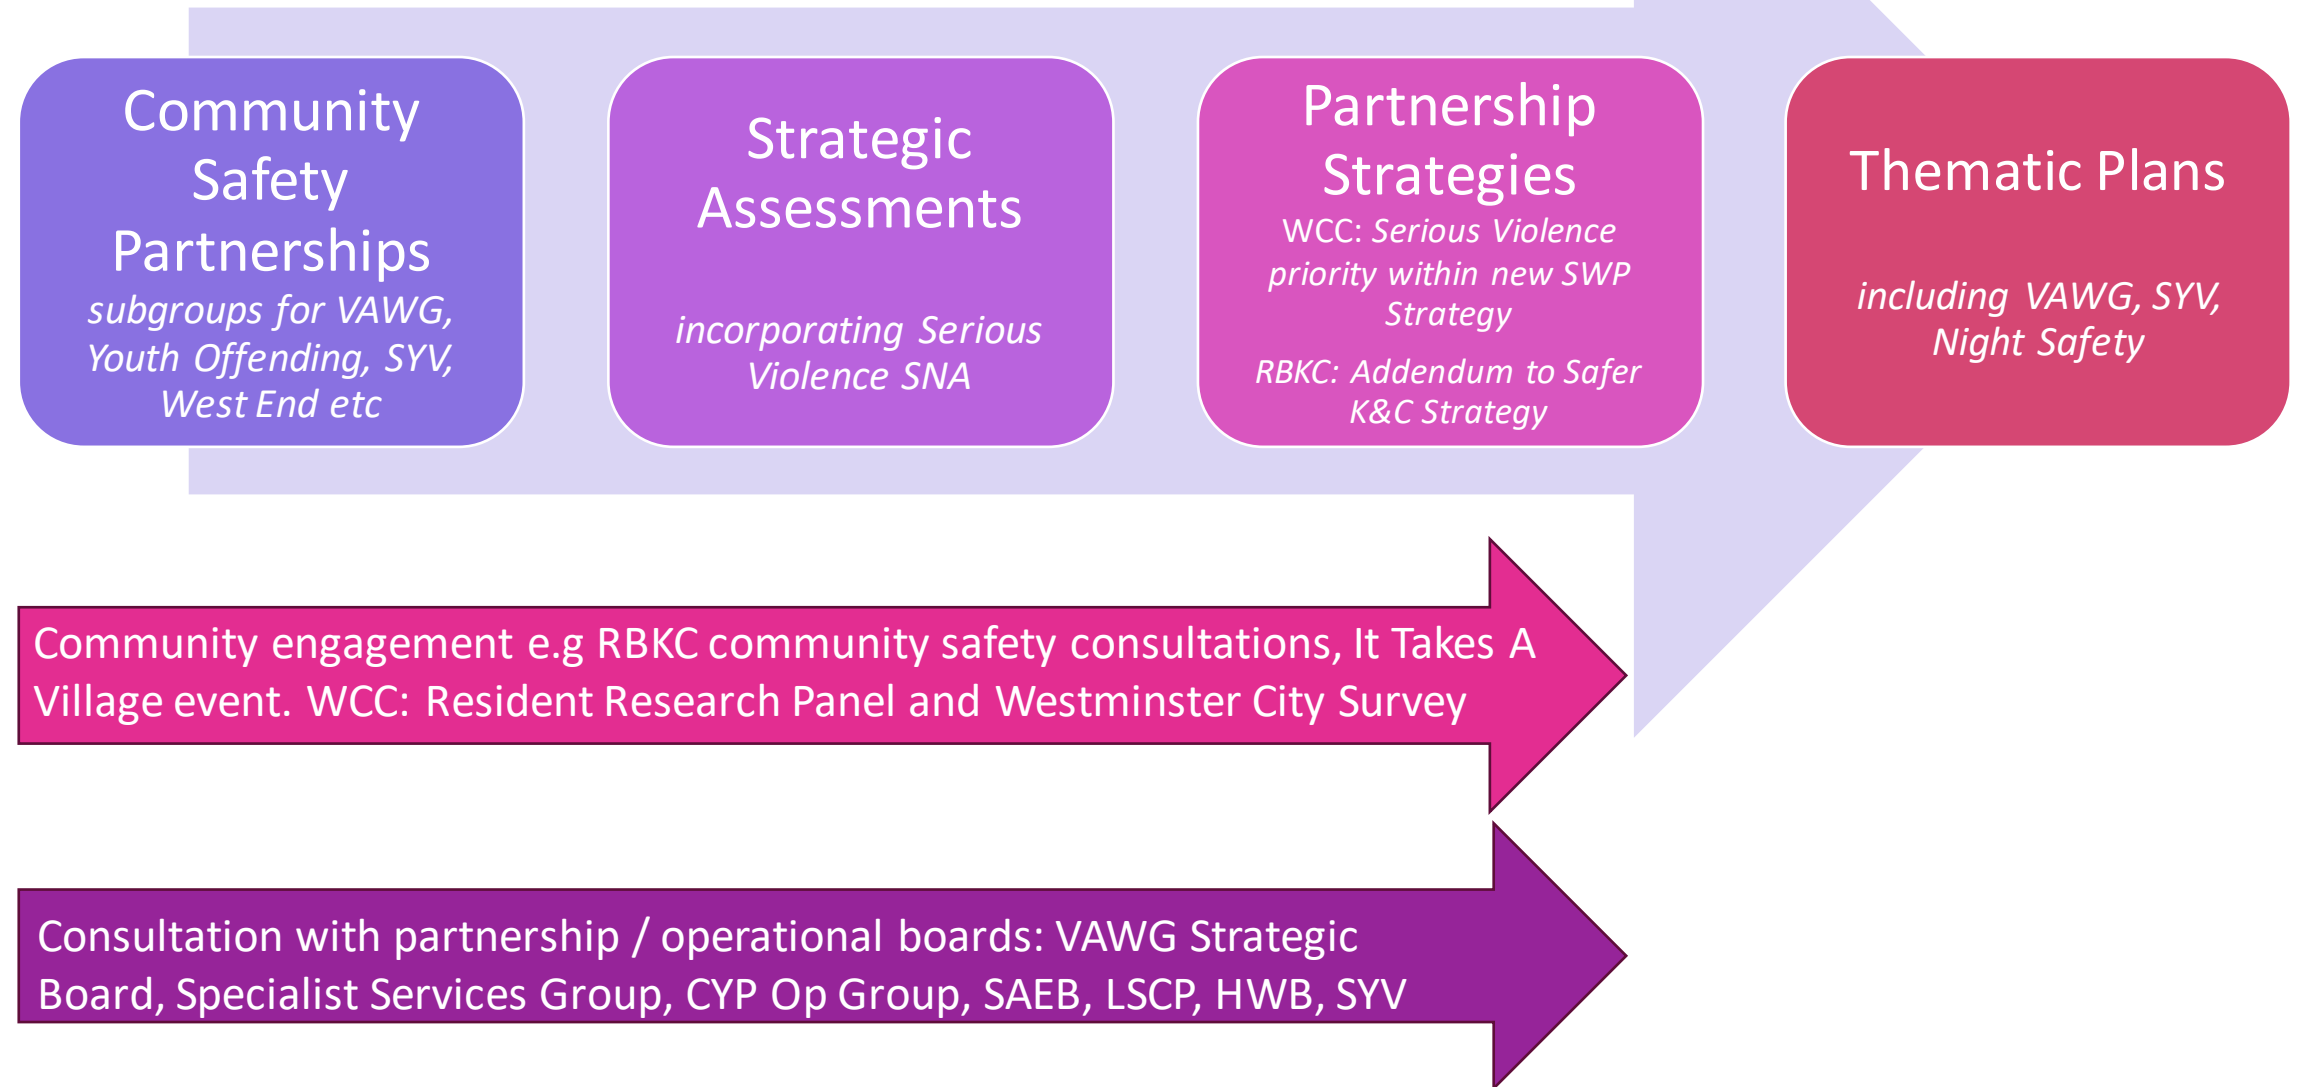 Community
Safety
Partnerships
subgroups for VAWG,
Youth Offending, SYV,
West End etc
Strategic
Assessments
incorporating Serious
Violence SNA
Partnership
Strategies
WCC: Serious Violence
priority within new SWP
Strategy
RBKC: Addendum to Safer
K&C Strategy
Thematic Plans
including VAWG, SYV,
Night Safety
Community engagement e.g RBKC community safety consultations, It Takes A
Village event. WCC: Resident Research Panel and Westminster City Survey
Consultation with partnership / operational boards: VAWG Strategic
Board, Specialist Services Group, CYP Op Group, SAEB, LSCP, HWB, SYV